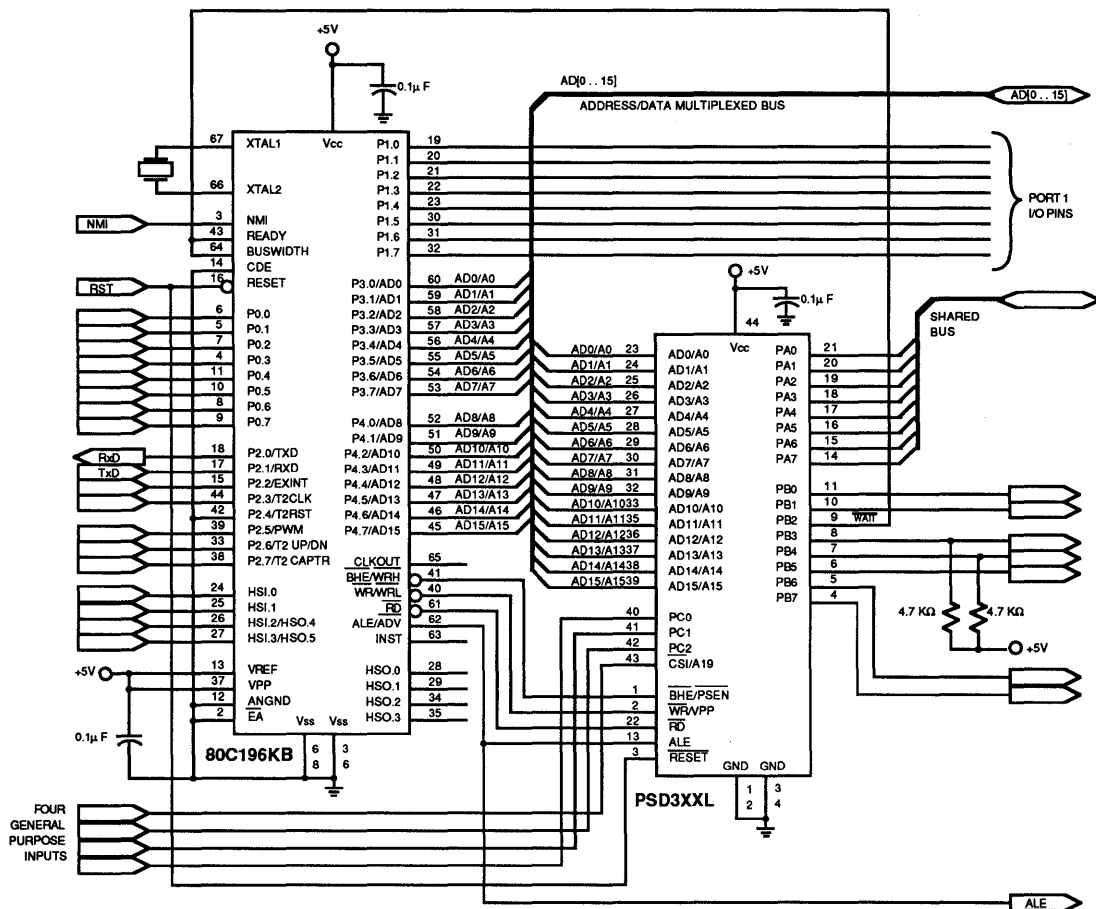 +5V
0.1µ F
AD[0 . . 15]
ADDRESS/DATA MULTIPLEXED BUS
AD[0 . . 15]
67 XTAL1
Vcc
P1.0 19
P1.1 20
P1.2 21
66 XTAL2
P1.3 22
P1.4 23
3 NMI
NMI
P1.5 30
43 READY
P1.6 31
64 BUSWIDTH
P1.7 32
PORT 1
I/O PINS
14 CDE
16 RESET
RST
P3.0/AD0 60 AD0/A0
P3.1/AD1 59 AD1/A1
P3.2/AD2 58 AD2/A2
P3.3/AD3 57 AD3/A3
P3.4/AD4 56 AD4/A4
P3.5/AD5 55 AD5/A5
P3.6/AD6 54 AD6/A6
P3.7/AD7 53 AD7/A7
6 P0.0
5 P0.1
7 P0.2
4 P0.3
11 P0.4
10 P0.5
8 P0.6
9 P0.7
P4.0/AD8 52 AD8/A8
P4.1/AD9 51 AD9/A9
P4.2/AD10 50 AD10/A10
P4.3/AD11 49 AD11/A11
P4.4/AD12 48 AD12/A12
P4.5/AD13 47 AD13/A13
P4.6/AD14 46 AD14/A14
P4.7/AD15 45 AD15/A15
RxD 18 P2.0/TXD
TxD 17 P2.1/RXD
15 P2.2/EXINT
44 P2.3/T2CLK
42 P2.4/T2RST
39 P2.5/PWM
33 P2.6/T2 UP/DN
38 P2.7/T2 CAPTR
CLKOUT 65
BHE/WRH 41
WR/WRL 40
RD 61
ALE/ADV 62
INST 63
24 HSI.0
25 HSI.1
26 HSI.2/HSO.4
27 HSI.3/HSO.5
+5V
13 VREF
37 VPP
12 ANGND
2 EA
HSO.0 28
HSO.1 29
HSO.2 34
HSO.3 35
Vss Vss
6 3
8 6
0.1µ F
80C196KB
+5V
0.1µ F
44
Vcc
SHARED
BUS
AD0/A0 23 AD0/A0
AD1/A1 24 AD1/A1
AD2/A2 25 AD2/A2
AD3/A3 26 AD3/A3
AD4/A4 27 AD4/A4
AD5/A5 28 AD5/A5
AD6/A6 29 AD6/A6
AD7/A7 30 AD7/A7
AD8/A8 31 AD8/A8
AD9/A9 32 AD9/A9
AD10/A1033 AD10/A10
AD11/A1135 AD11/A11
AD12/A1236 AD12/A12
AD13/A1337 AD13/A13
AD14/A1438 AD14/A14
AD15/A1539 AD15/A15
PA0 21
PA1 20
PA2 19
PA3 18
PA4 17
PA5 16
PA6 15
PA7 14
PB0 11
PB1 10
PB2 9 WAIT
PB3 8
PB4 7
PB5 6
PB6 5
PB7 4
4.7 KΩ
4.7 KΩ
+5V
40 PC0
41 PC1
42 PC2
43 CSI/A19
1 BHE/PSEN
2 WR/VPP
22 RD
13 ALE
3 RESET
GND GND
1 3
2 4
PSD3XXL
FOUR
GENERAL
PURPOSE
INPUTS
ALE